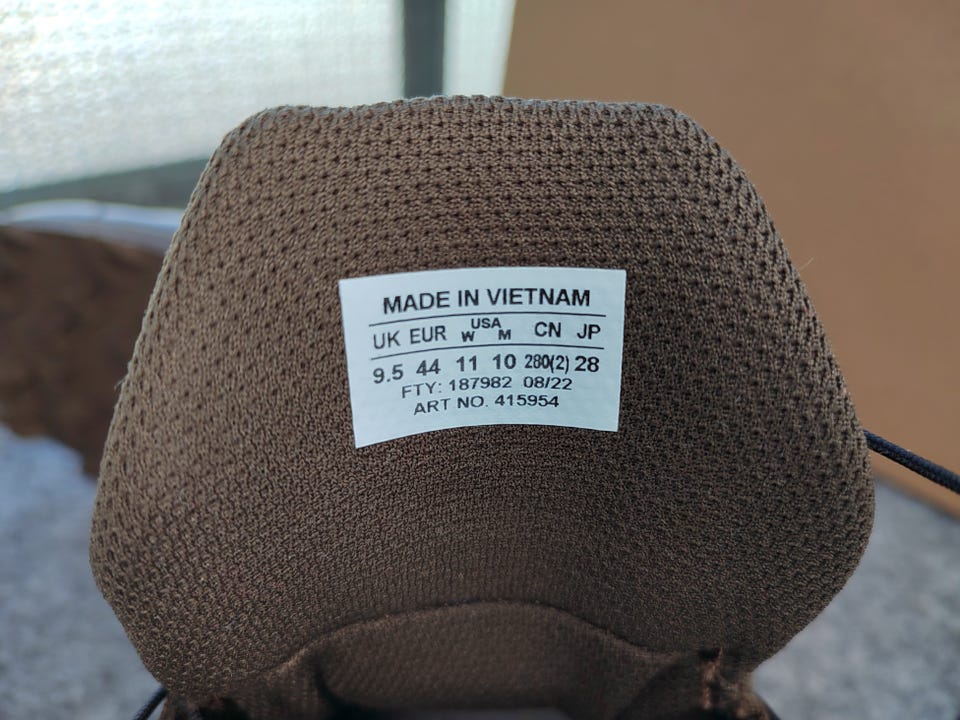 MADE IN VIETNAM
UK EUR USA W M CN JP
9.5 44 11 10 280(2) 28
FTY: 187982 08/22
ART NO. 415954